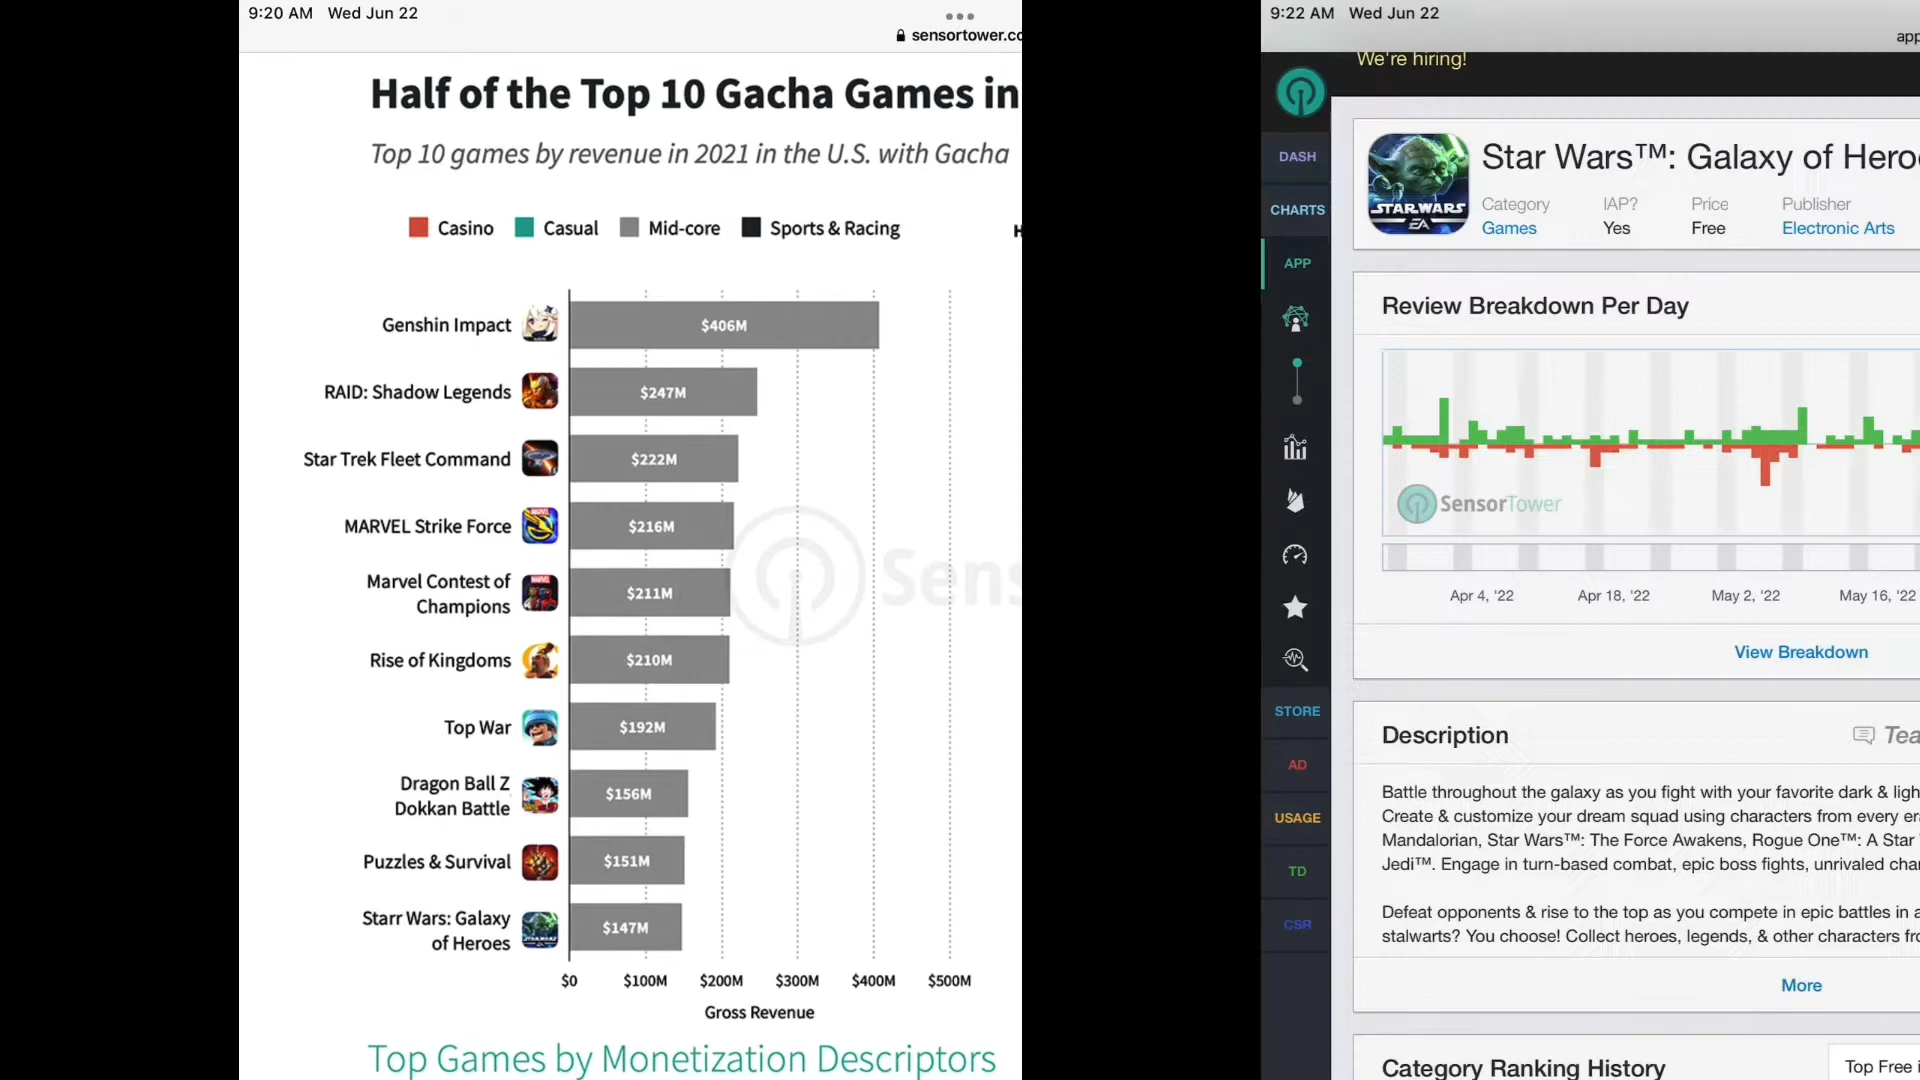 9:20 AM Wed Jun 22
sensortower.co
Half of the Top 10 Gacha Games in
Top 10 games by revenue in 2021 in the U.S. with Gacha
Casino Casual Mid-core Sports & Racing
Genshin Impact $406M
RAID: Shadow Legends $247M
Star Trek Fleet Command $222M
MARVEL Strike Force $216M
Marvel Contest of
Champions $211M
Rise of Kingdoms $210M
Top War $192M
Dragon Ball Z
Dokkan Battle $156M
Puzzles & Survival $151M
Starr Wars: Galaxy
of Heroes $147M
Sens
$0 $100M $200M $300M $400M $500M
Gross Revenue
Top Games by Monetization Descriptors
9:22 AM Wed Jun 22
app
We're hiring!
DASH
CHARTS
APP
STORE
AD
USAGE
TD
CSR
STAR WARS
EA
Star Wars™: Galaxy of Heroe
Category IAP? Price Publisher
Games Yes Free Electronic Arts
Review Breakdown Per Day
SensorTower
Apr 4, '22 Apr 18, '22 May 2, '22 May 16, '22
View Breakdown
Description Tea
Battle throughout the galaxy as you fight with your favorite dark & ligh
Create & customize your dream squad using characters from every er
Mandalorian, Star Wars™: The Force Awakens, Rogue One™: A Star
Jedi™. Engage in turn-based combat, epic boss fights, unrivaled cha
Defeat opponents & rise to the top as you compete in epic battles in a
stalwarts? You choose! Collect heroes, legends, & other characters fro
More
Category Ranking History Top Free i